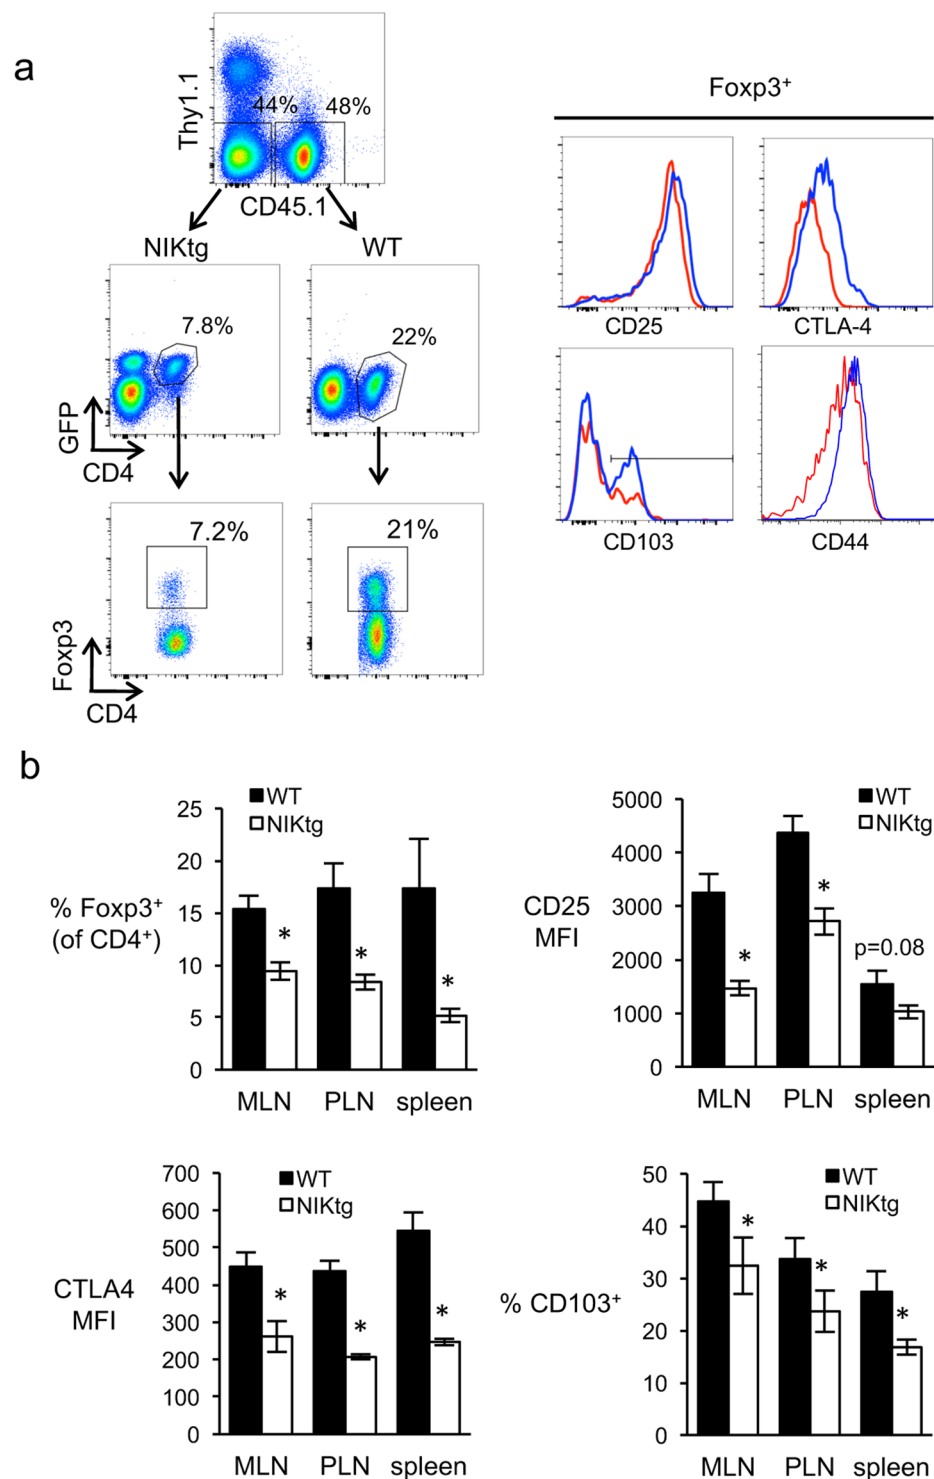 a
Thy1.1
44%
48%
CD45.1
NIKtg
WT
7.8%
22%
GFP
CD4
7.2%
21%
Foxp3
CD4
Foxp3⁺
CD25
CTLA-4
CD103
CD44
b
% Foxp3⁺
(of CD4⁺)
25
20
15
10
5
0
WT
NIKtg
*
*
*
MLN
PLN
spleen
CD25
MFI
5000
4000
3000
2000
1000
0
WT
NIKtg
*
*
p=0.08
MLN
PLN
spleen
CTLA4
MFI
700
600
500
400
300
200
100
0
WT
NIKtg
*
*
*
MLN
PLN
spleen
% CD103⁺
50
40
30
20
10
0
WT
NIKtg
*
*
*
MLN
PLN
spleen